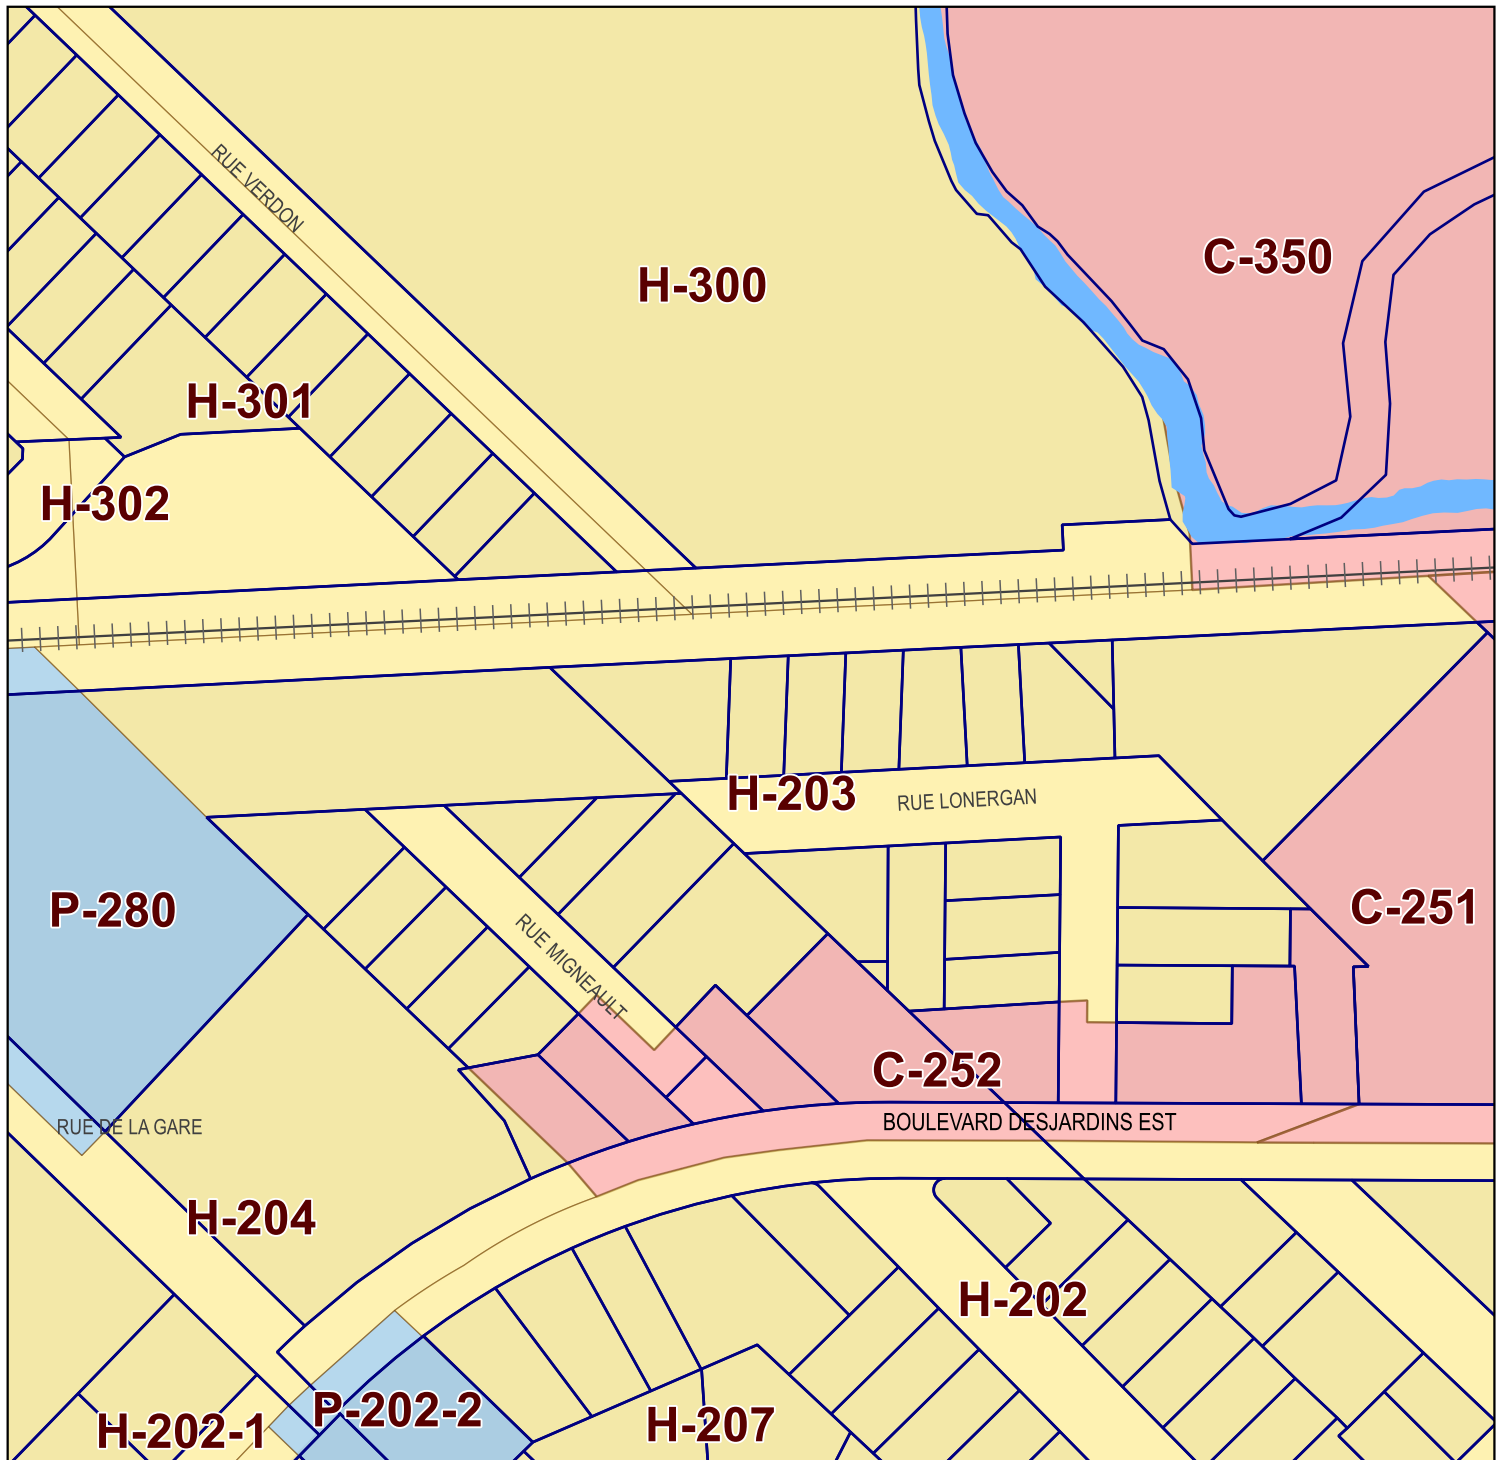 RUE VERDON
H-300
C-350
H-301
H-302
H-203
RUE LONERGAN
P-280
C-251
RUE MIGNEAULT
C-252
RUE DE LA GARE
BOULEVARD DESJARDINS EST
H-204
H-202
P-202-2
H-202-1
H-207